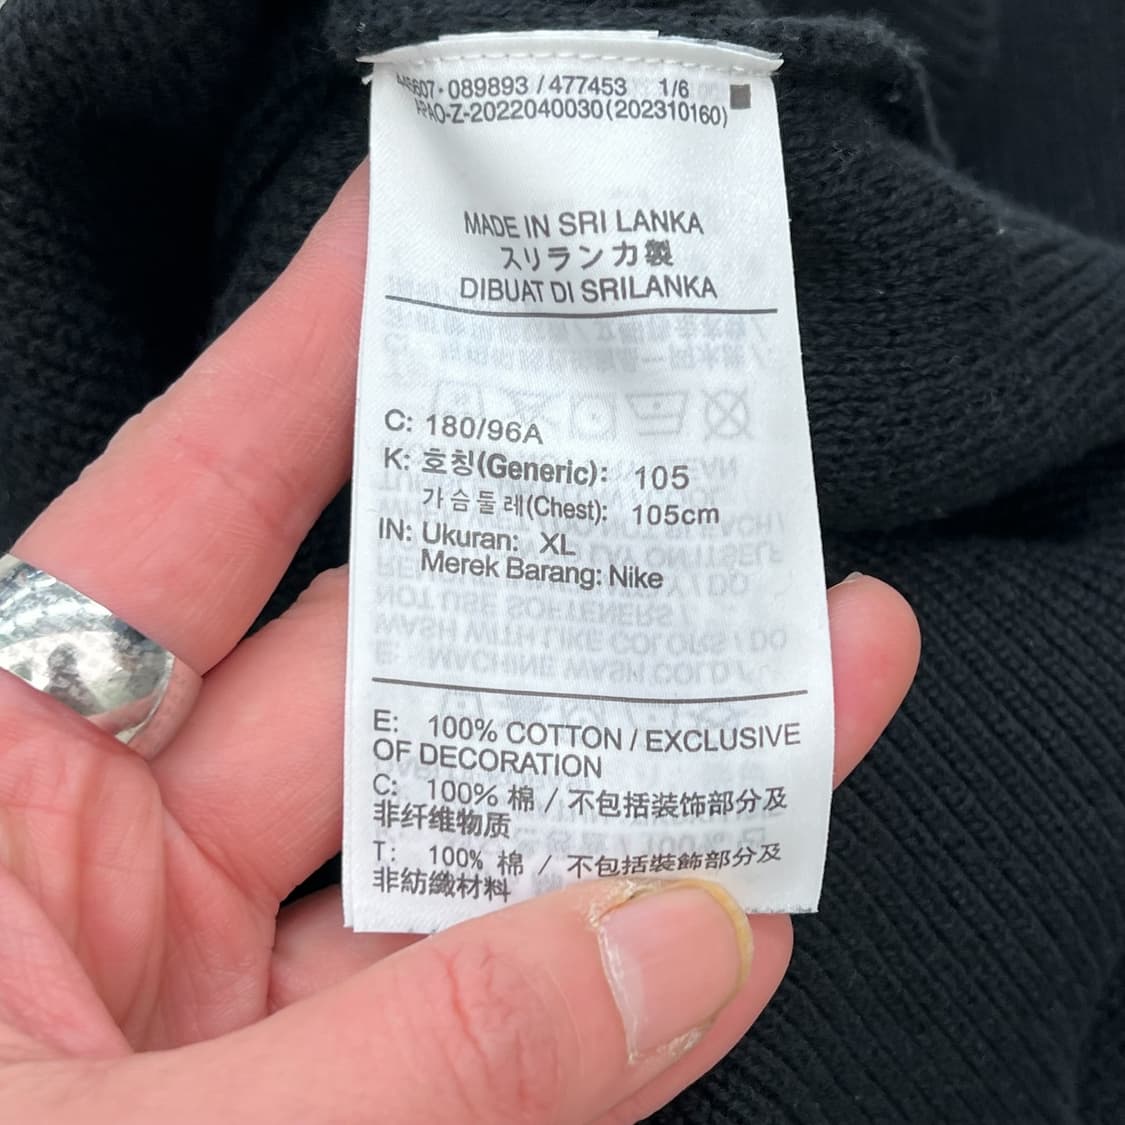 089893 / 477453 1/6
APAO-Z-2022040030(202310160)
MADE IN SRI LANKA
スリランカ製
DIBUAT DI SRILANKA
C: 180/96A
K: 호칭(Generic): 105
가슴둘레(Chest): 105cm
IN: Ukuran: XL
Merek Barang: Nike
E: 100% COTTON / EXCLUSIVE
OF DECORATION
C: 100% 棉 / 不包括装饰部分及
非纤维物质
T: 100% 棉 / 不包括裝飾部分及
非紡織材料